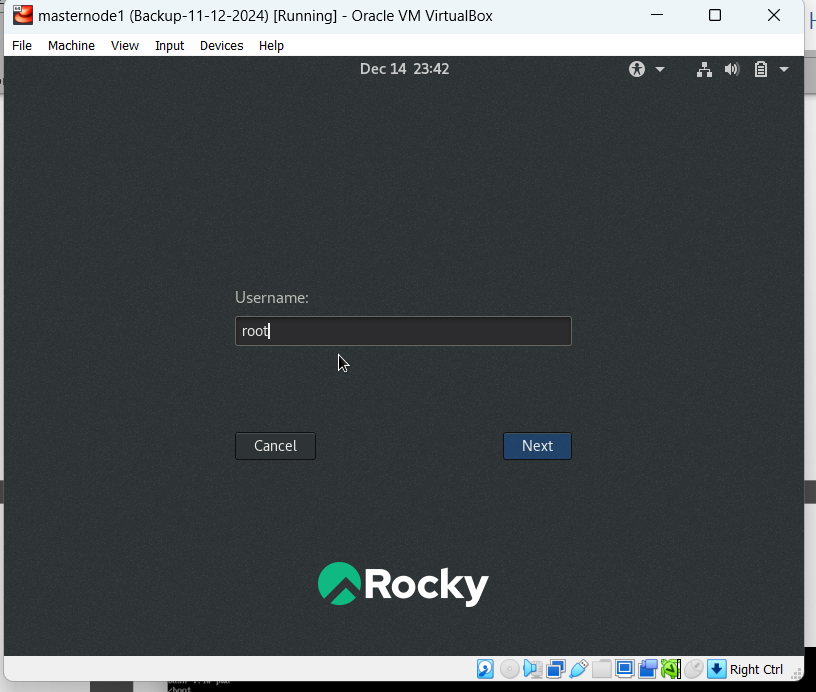 masternode1 (Backup-11-12-2024) [Running] - Oracle VM VirtualBox
File Machine View Input Devices Help
Dec 14 23:42
Username:
root
Cancel Next
Rocky
Right Ctrl